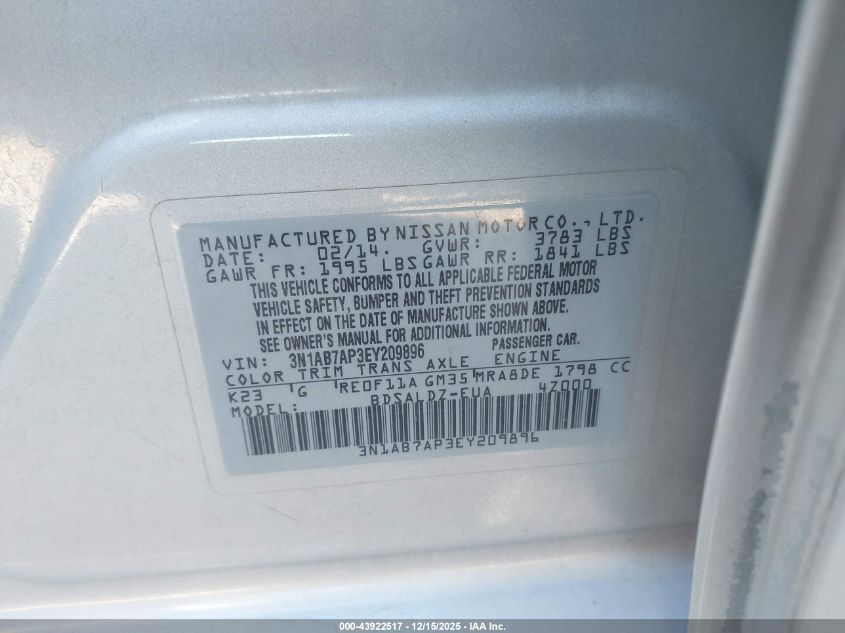 MANUFACTURED BY NISSAN MOTOR CO., LTD.
DATE: 02/14. GVWR: 3783 LBS
GAWR FR: 1995 LBS GAWR RR: 1841 LBS
THIS VEHICLE CONFORMS TO ALL APPLICABLE FEDERAL MOTOR
VEHICLE SAFETY, BUMPER AND THEFT PREVENTION STANDARDS
IN EFFECT ON THE DATE OF MANUFACTURE SHOWN ABOVE.
SEE OWNER'S MANUAL FOR ADDITIONAL INFORMATION.
VIN: 3N1AB7AP3EY209896 PASSENGER CAR.
COLOR TRIM TRANS AXLE ENGINE
K23 'G 'RE0F11A GM35 'MRA8DE 1798 CC
MODEL: BDSALDZ-EUA 4Z000
3N1AB7AP3EY209896
000-43922517 - 12/15/2025 - IAA Inc.